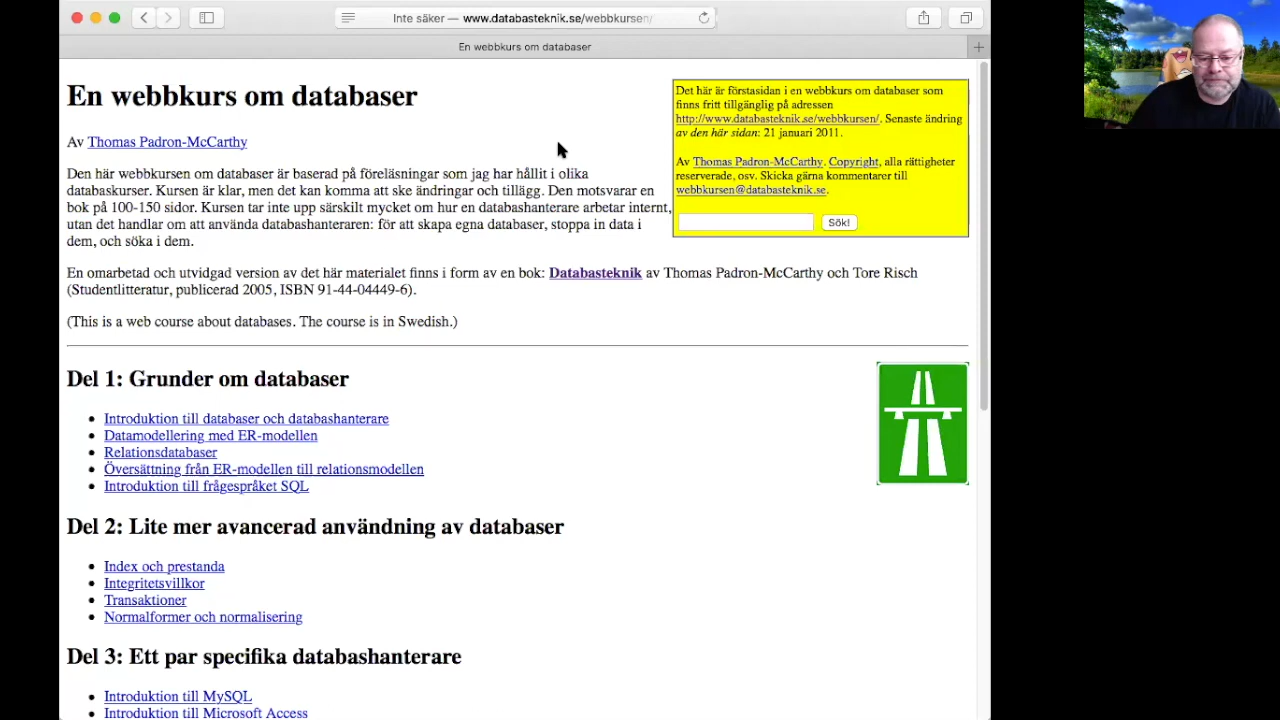 Inte säker — www.databasteknik.se/webbkursen/
En webbkurs om databaser
En webbkurs om databaser
Av Thomas Padron-McCarthy
Den här webbkursen om databaser är baserad på föreläsningar som jag har hållit i olika
databaskurser. Kursen är klar, men det kan komma att ske ändringar och tillägg. Den motsvarar en
bok på 100-150 sidor. Kursen tar inte upp särskilt mycket om hur en databashanterare arbetar internt,
utan det handlar om att använda databashanteraren: för att skapa egna databaser, stoppa in data i
dem, och söka i dem.
Det här är förstasidan i en webbkurs om databaser som
finns fritt tillgänglig på adressen
http://www.databasteknik.se/webbkursen/. Senaste ändring
av den här sidan: 21 januari 2011.
Av Thomas Padron-McCarthy. Copyright, alla rättigheter
reserverade, osv. Skicka gärna kommentarer till
webbkursen@databasteknik.se.
Sök!
En omarbetad och utvidgad version av det här materialet finns i form av en bok: Databasteknik av Thomas Padron-McCarthy och Tore Risch
(Studentlitteratur, publicerad 2005, ISBN 91-44-04449-6).
(This is a web course about databases. The course is in Swedish.)
Del 1: Grunder om databaser
Introduktion till databaser och databashanterare
Datamodellering med ER-modellen
Relationsdatabaser
Översättning från ER-modellen till relationsmodellen
Introduktion till frågespråket SQL
Del 2: Lite mer avancerad användning av databaser
Index och prestanda
Integritetsvillkor
Transaktioner
Normalformer och normalisering
Del 3: Ett par specifika databashanterare
Introduktion till MySQL
Introduktion till Microsoft Access